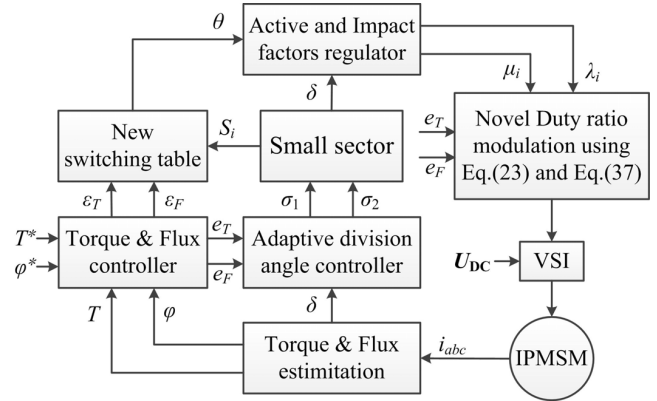 θ
Active and Impact
factors regulator
μi
λi
δ
New
switching table
Si
Small sector
eT
eF
Novel Duty ratio
modulation using
Eq.(23) and Eq.(37)
εT
εF
σ1
σ2
T*
φ*
Torque & Flux
controller
eT
eF
Adaptive division
angle controller
UDC
VSI
T
φ
δ
Torque & Flux
estimitation
iabc
IPMSM